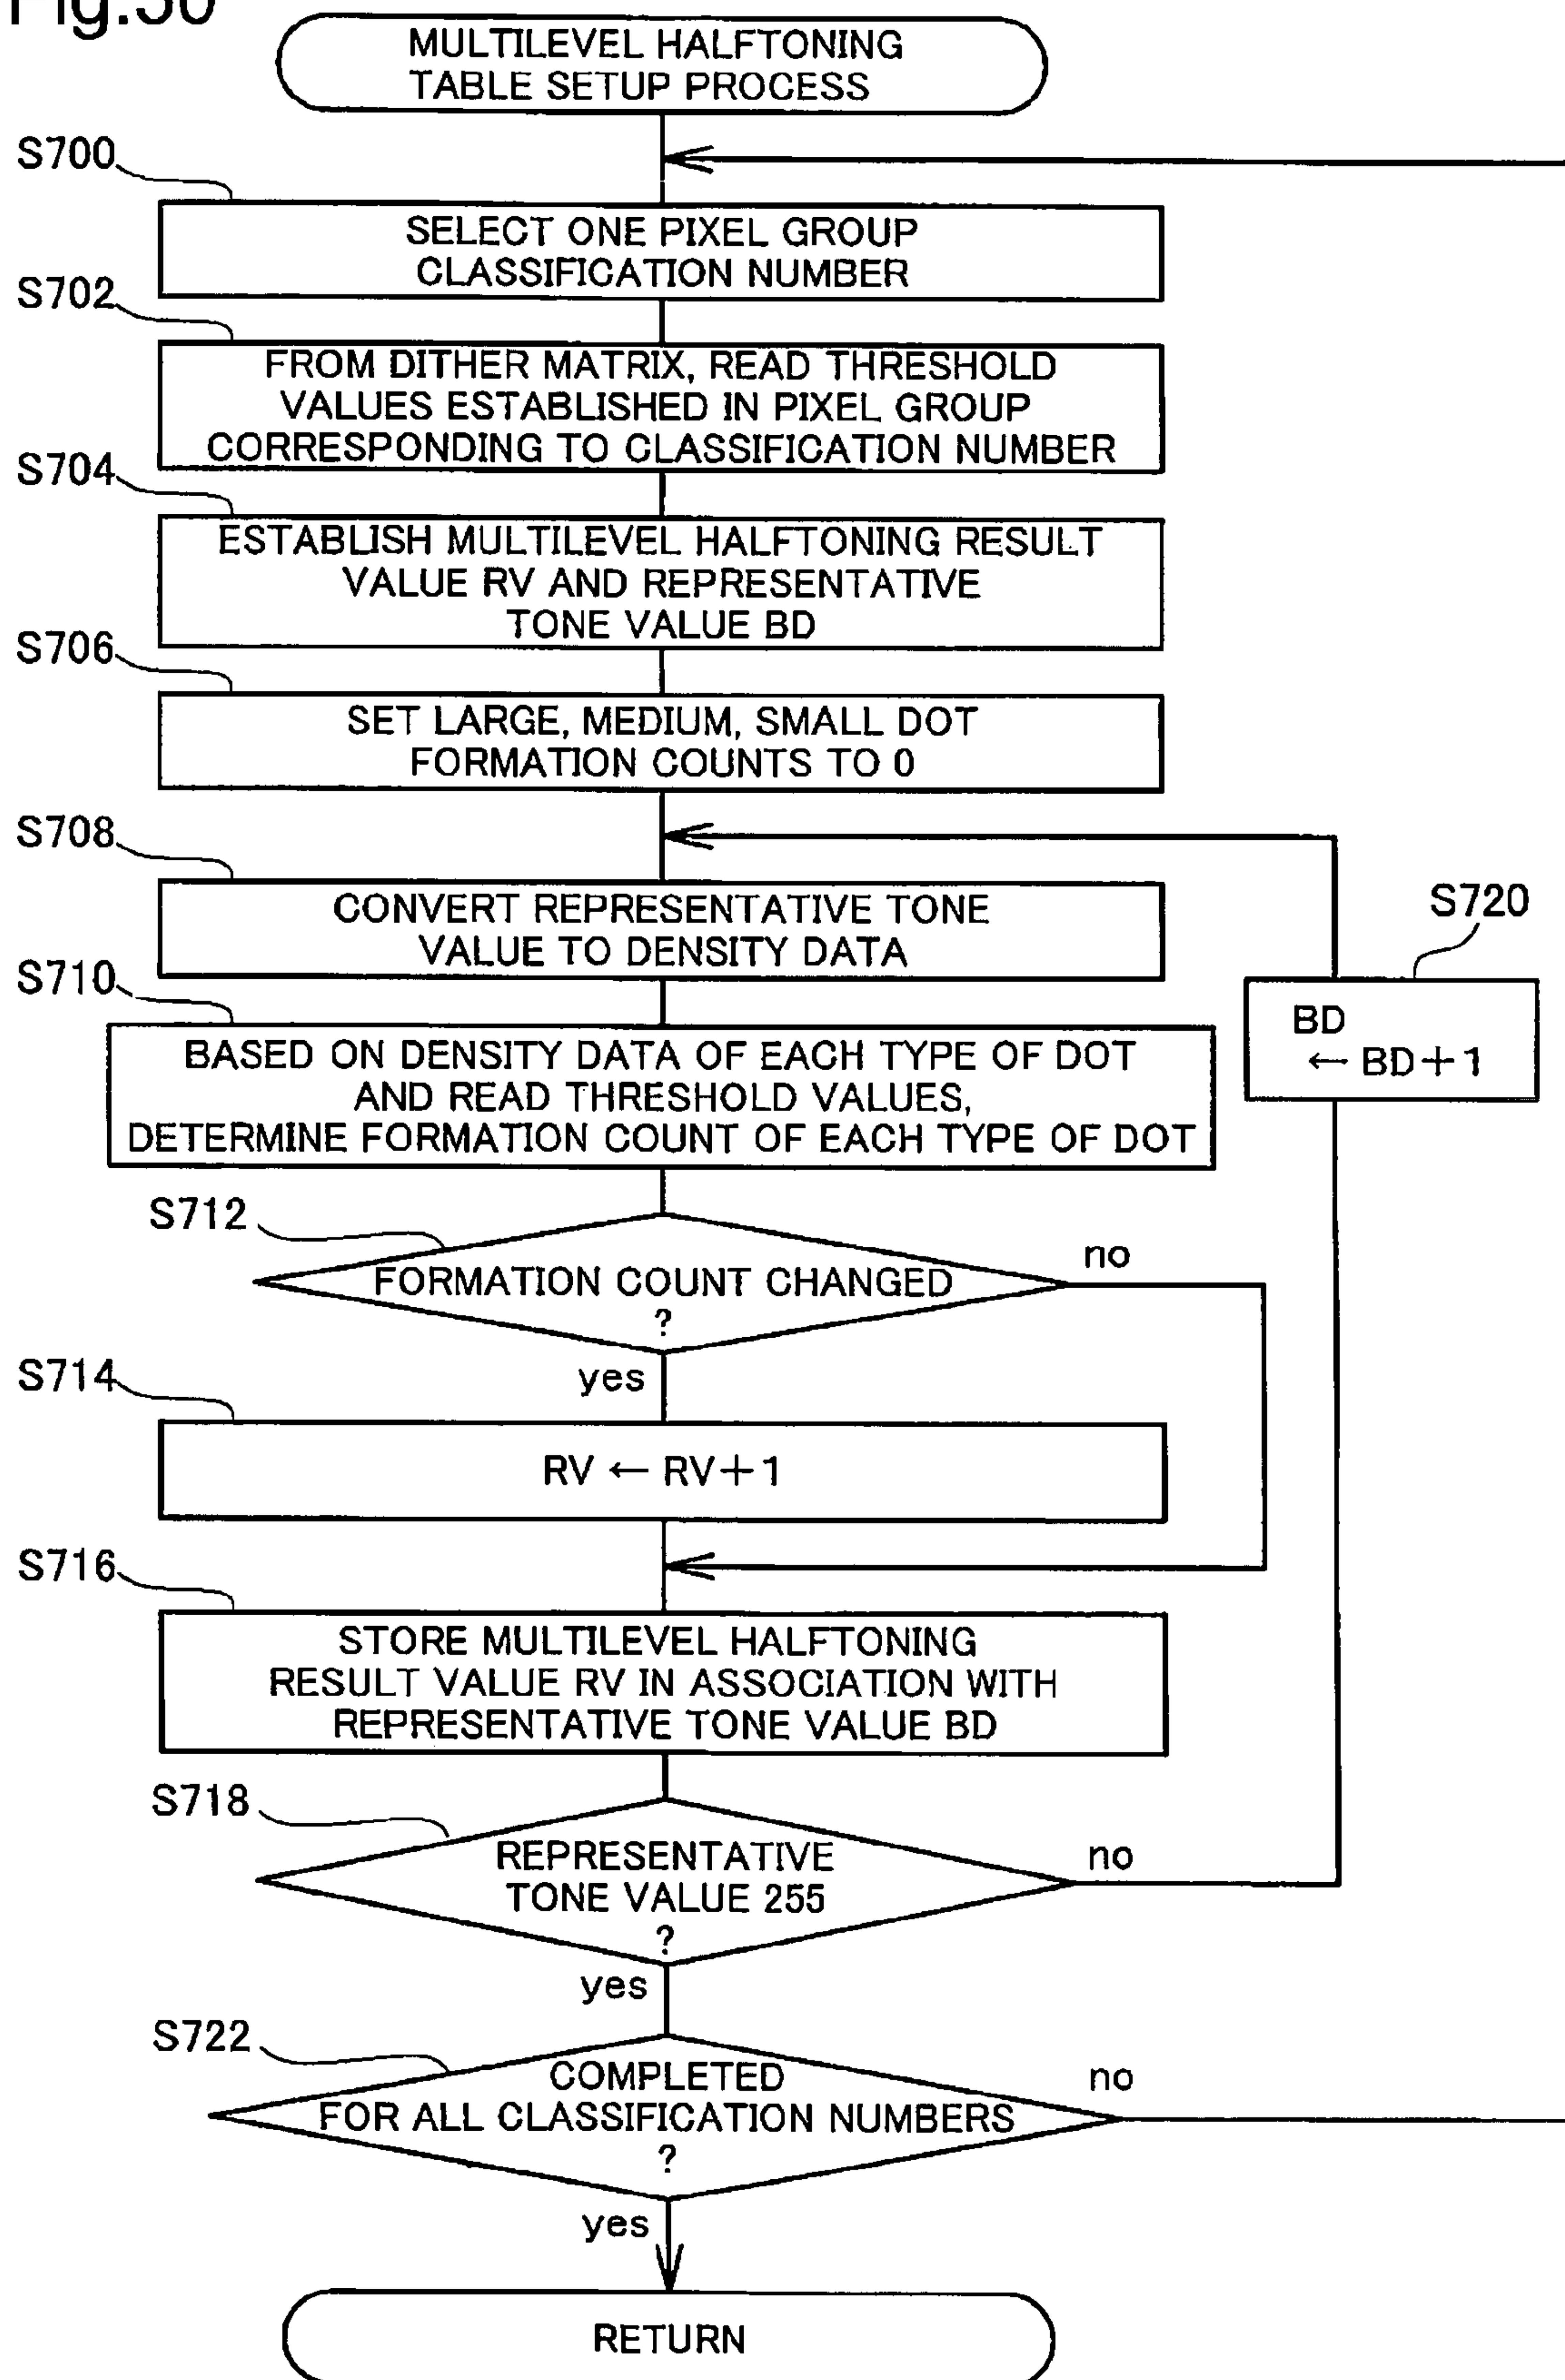 Fig.30
MULTILEVEL HALFTONING
TABLE SETUP PROCESS
S700
SELECT ONE PIXEL GROUP
CLASSIFICATION NUMBER
S702
FROM DITHER MATRIX, READ THRESHOLD
VALUES ESTABLISHED IN PIXEL GROUP
CORRESPONDING TO CLASSIFICATION NUMBER
S704
ESTABLISH MULTILEVEL HALFTONING RESULT
VALUE RV AND REPRESENTATIVE
TONE VALUE BD
S706
SET LARGE, MEDIUM, SMALL DOT
FORMATION COUNTS TO 0
S708
CONVERT REPRESENTATIVE TONE
VALUE TO DENSITY DATA
S720
BD
← BD+1
S710
BASED ON DENSITY DATA OF EACH TYPE OF DOT
AND READ THRESHOLD VALUES,
DETERMINE FORMATION COUNT OF EACH TYPE OF DOT
S712
FORMATION COUNT CHANGED
?
no
yes
S714
RV ← RV+1
S716
STORE MULTILEVEL HALFTONING
RESULT VALUE RV IN ASSOCIATION WITH
REPRESENTATIVE TONE VALUE BD
S718
REPRESENTATIVE
TONE VALUE 255
?
no
yes
S722
COMPLETED
FOR ALL CLASSIFICATION NUMBERS
?
no
yes
RETURN